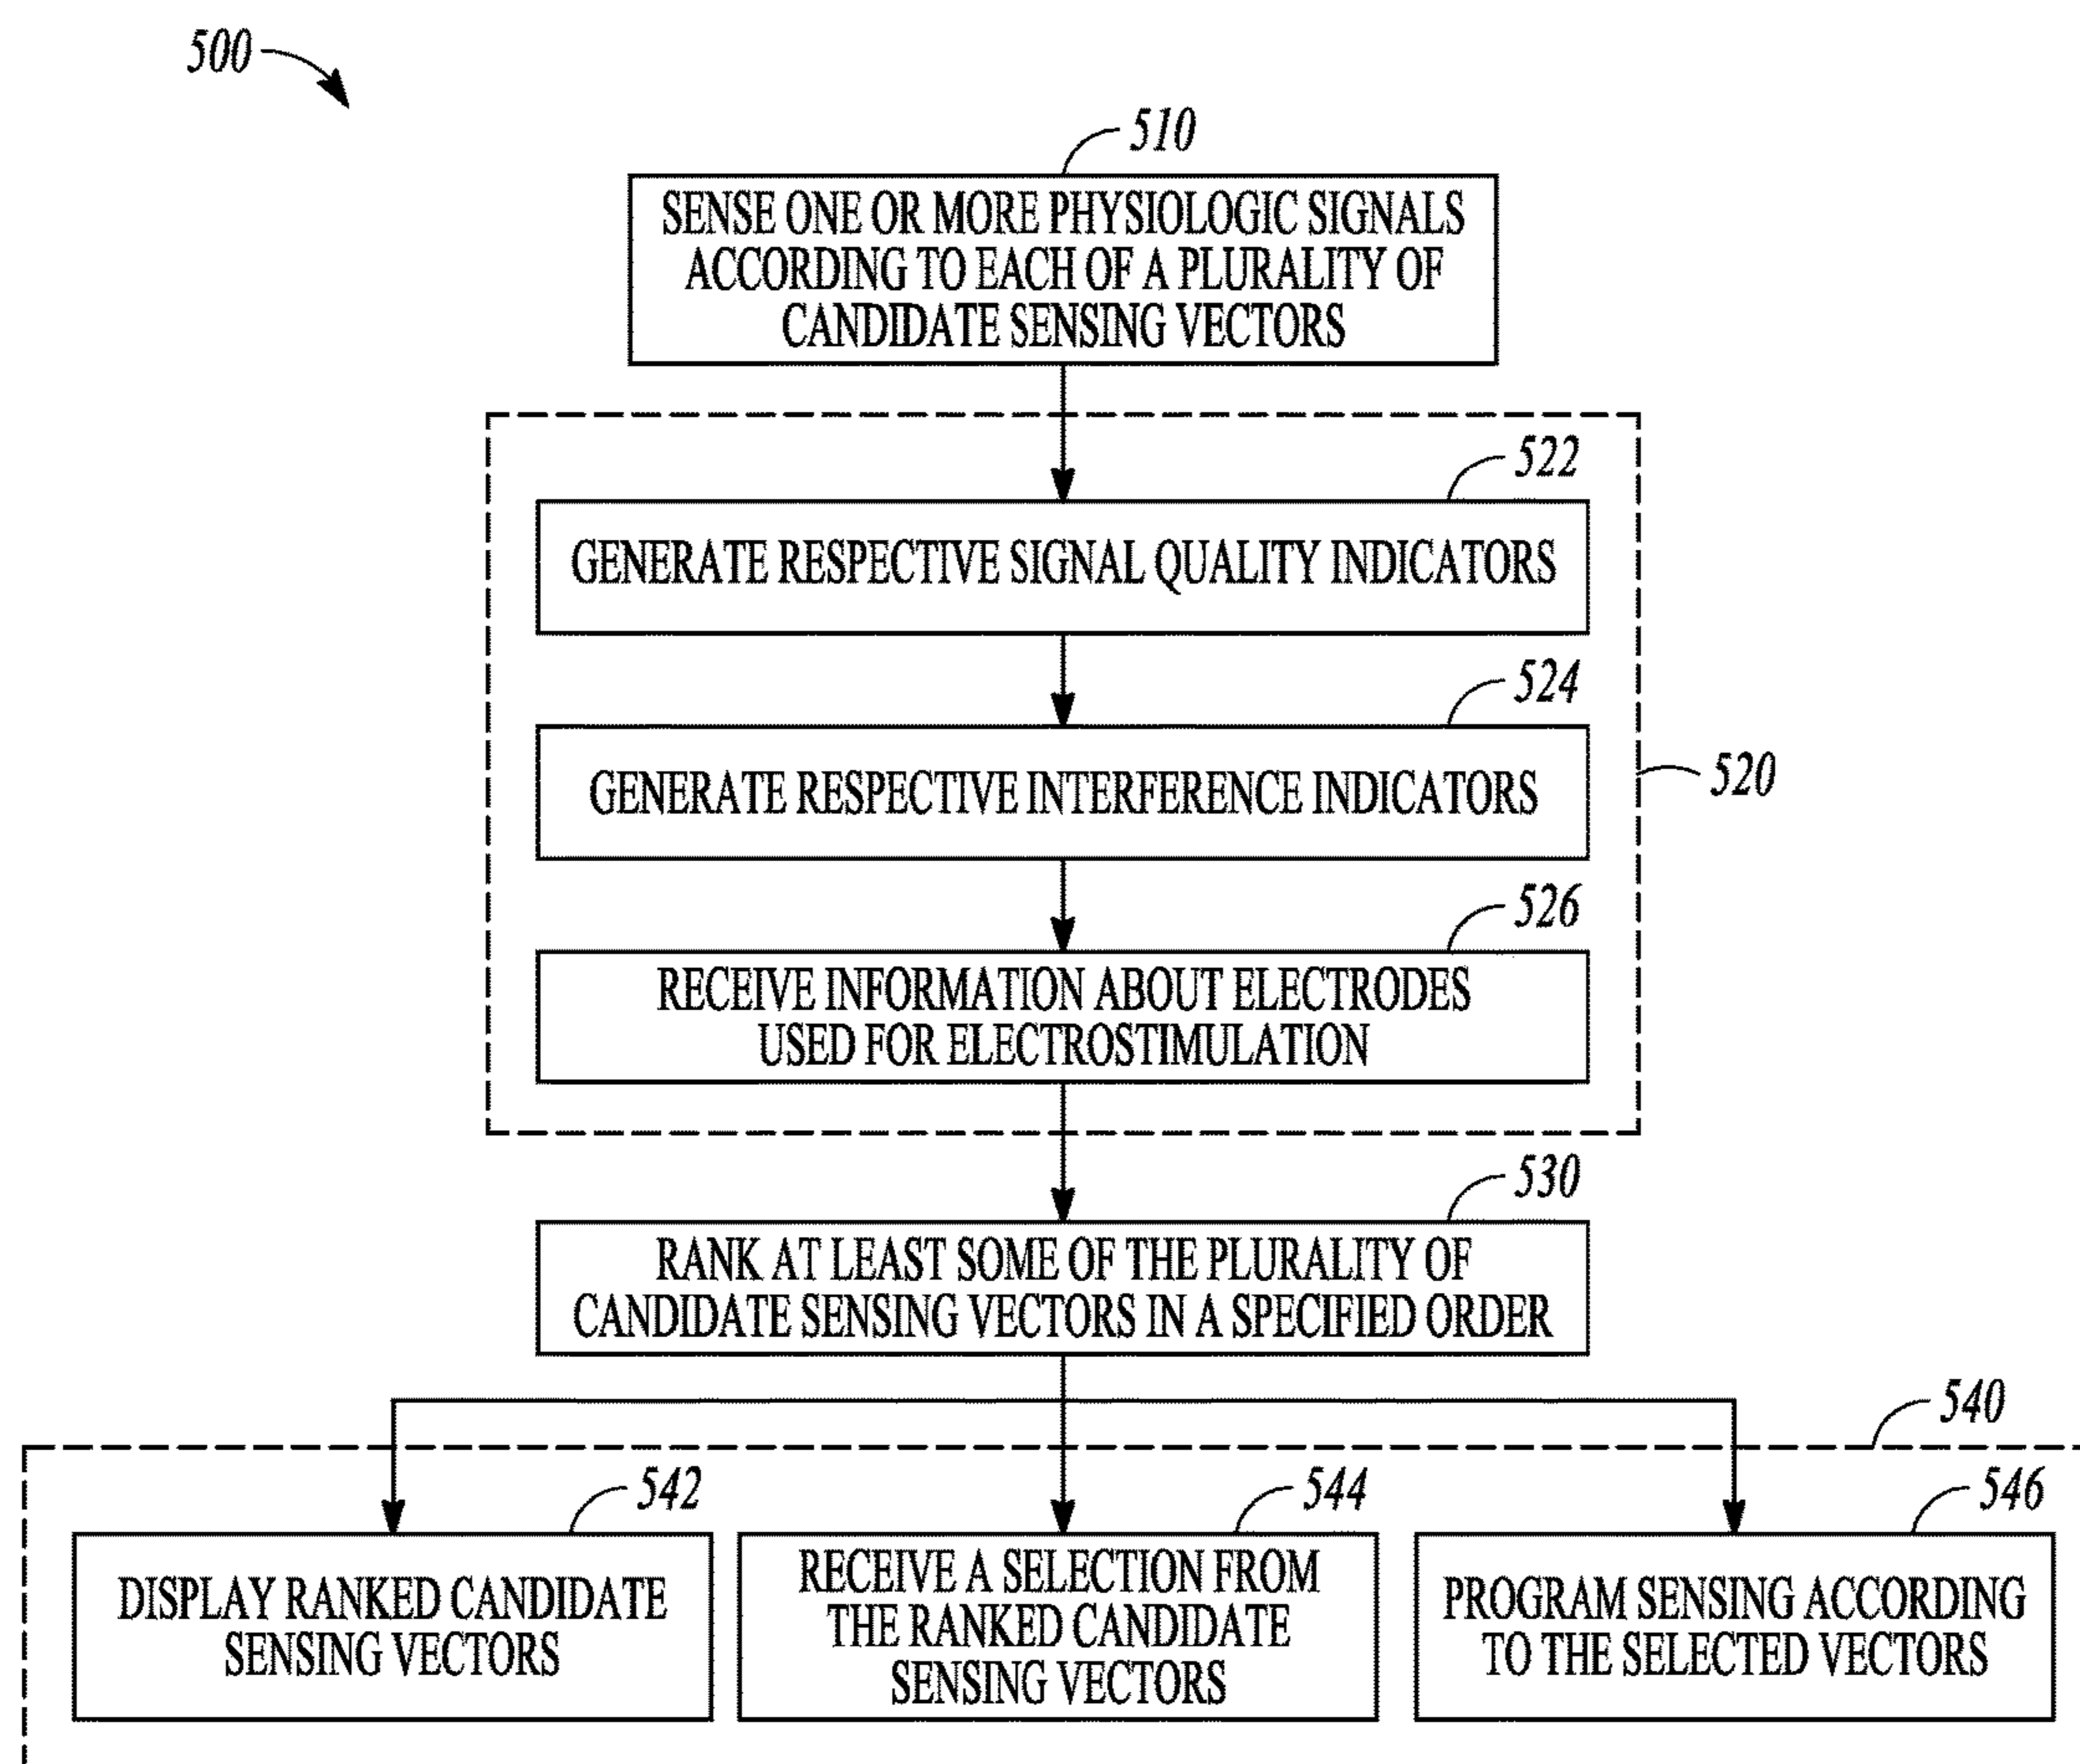 500
510
SENSE ONE OR MORE PHYSIOLOGIC SIGNALS
ACCORDING TO EACH OF A PLURALITY OF
CANDIDATE SENSING VECTORS
522
GENERATE RESPECTIVE SIGNAL QUALITY INDICATORS
524
GENERATE RESPECTIVE INTERFERENCE INDICATORS
520
526
RECEIVE INFORMATION ABOUT ELECTRODES
USED FOR ELECTROSTIMULATION
530
RANK AT LEAST SOME OF THE PLURALITY OF
CANDIDATE SENSING VECTORS IN A SPECIFIED ORDER
540
542
DISPLAY RANKED CANDIDATE
SENSING VECTORS
544
RECEIVE A SELECTION FROM
THE RANKED CANDIDATE
SENSING VECTORS
546
PROGRAM SENSING ACCORDING
TO THE SELECTED VECTORS